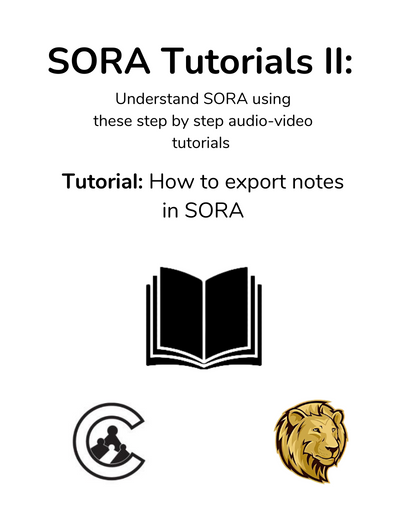 SORA Tutorials II:
Understand SORA using
these step by step audio-video
tutorials
Tutorial: How to export notes
in SORA